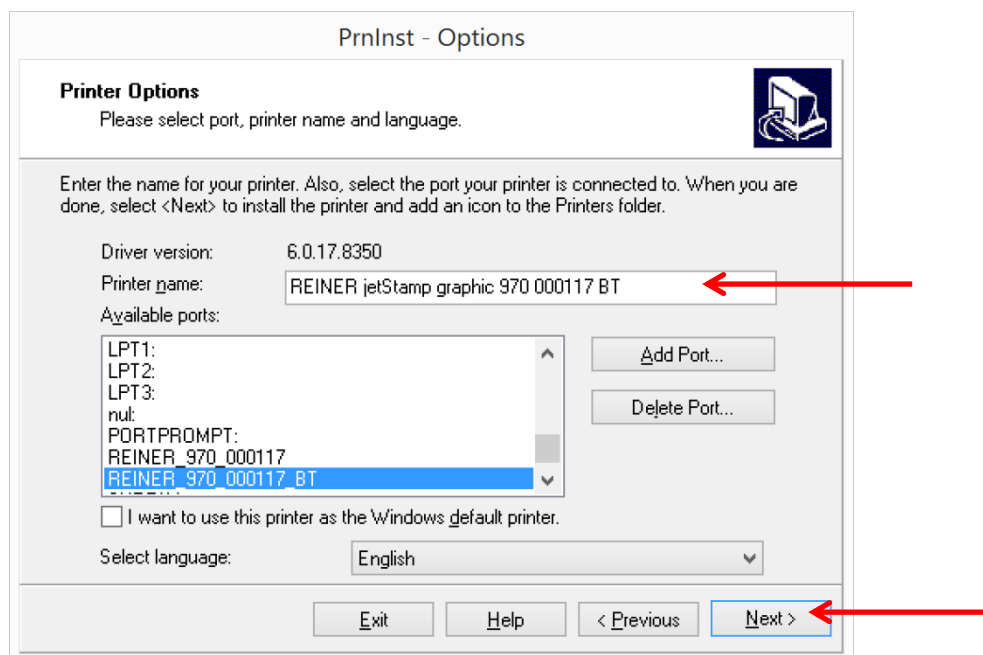 PrnInst - Options
Printer Options
Please select port, printer name and language.
Enter the name for your printer. Also, select the port your printer is connected to. When you are
done, select <Next> to install the printer and add an icon to the Printers folder.
Driver version: 6.0.17.8350
Printer name: REINER jetStamp graphic 970 000117 BT
Available ports:
LPT1:
LPT2:
LPT3:
nul:
PORTPROMPT:
REINER_970_000117
REINER_970_000117_BT
Add Port...
Delete Port...
I want to use this printer as the Windows default printer.
Select language: English
Exit Help < Previous Next >